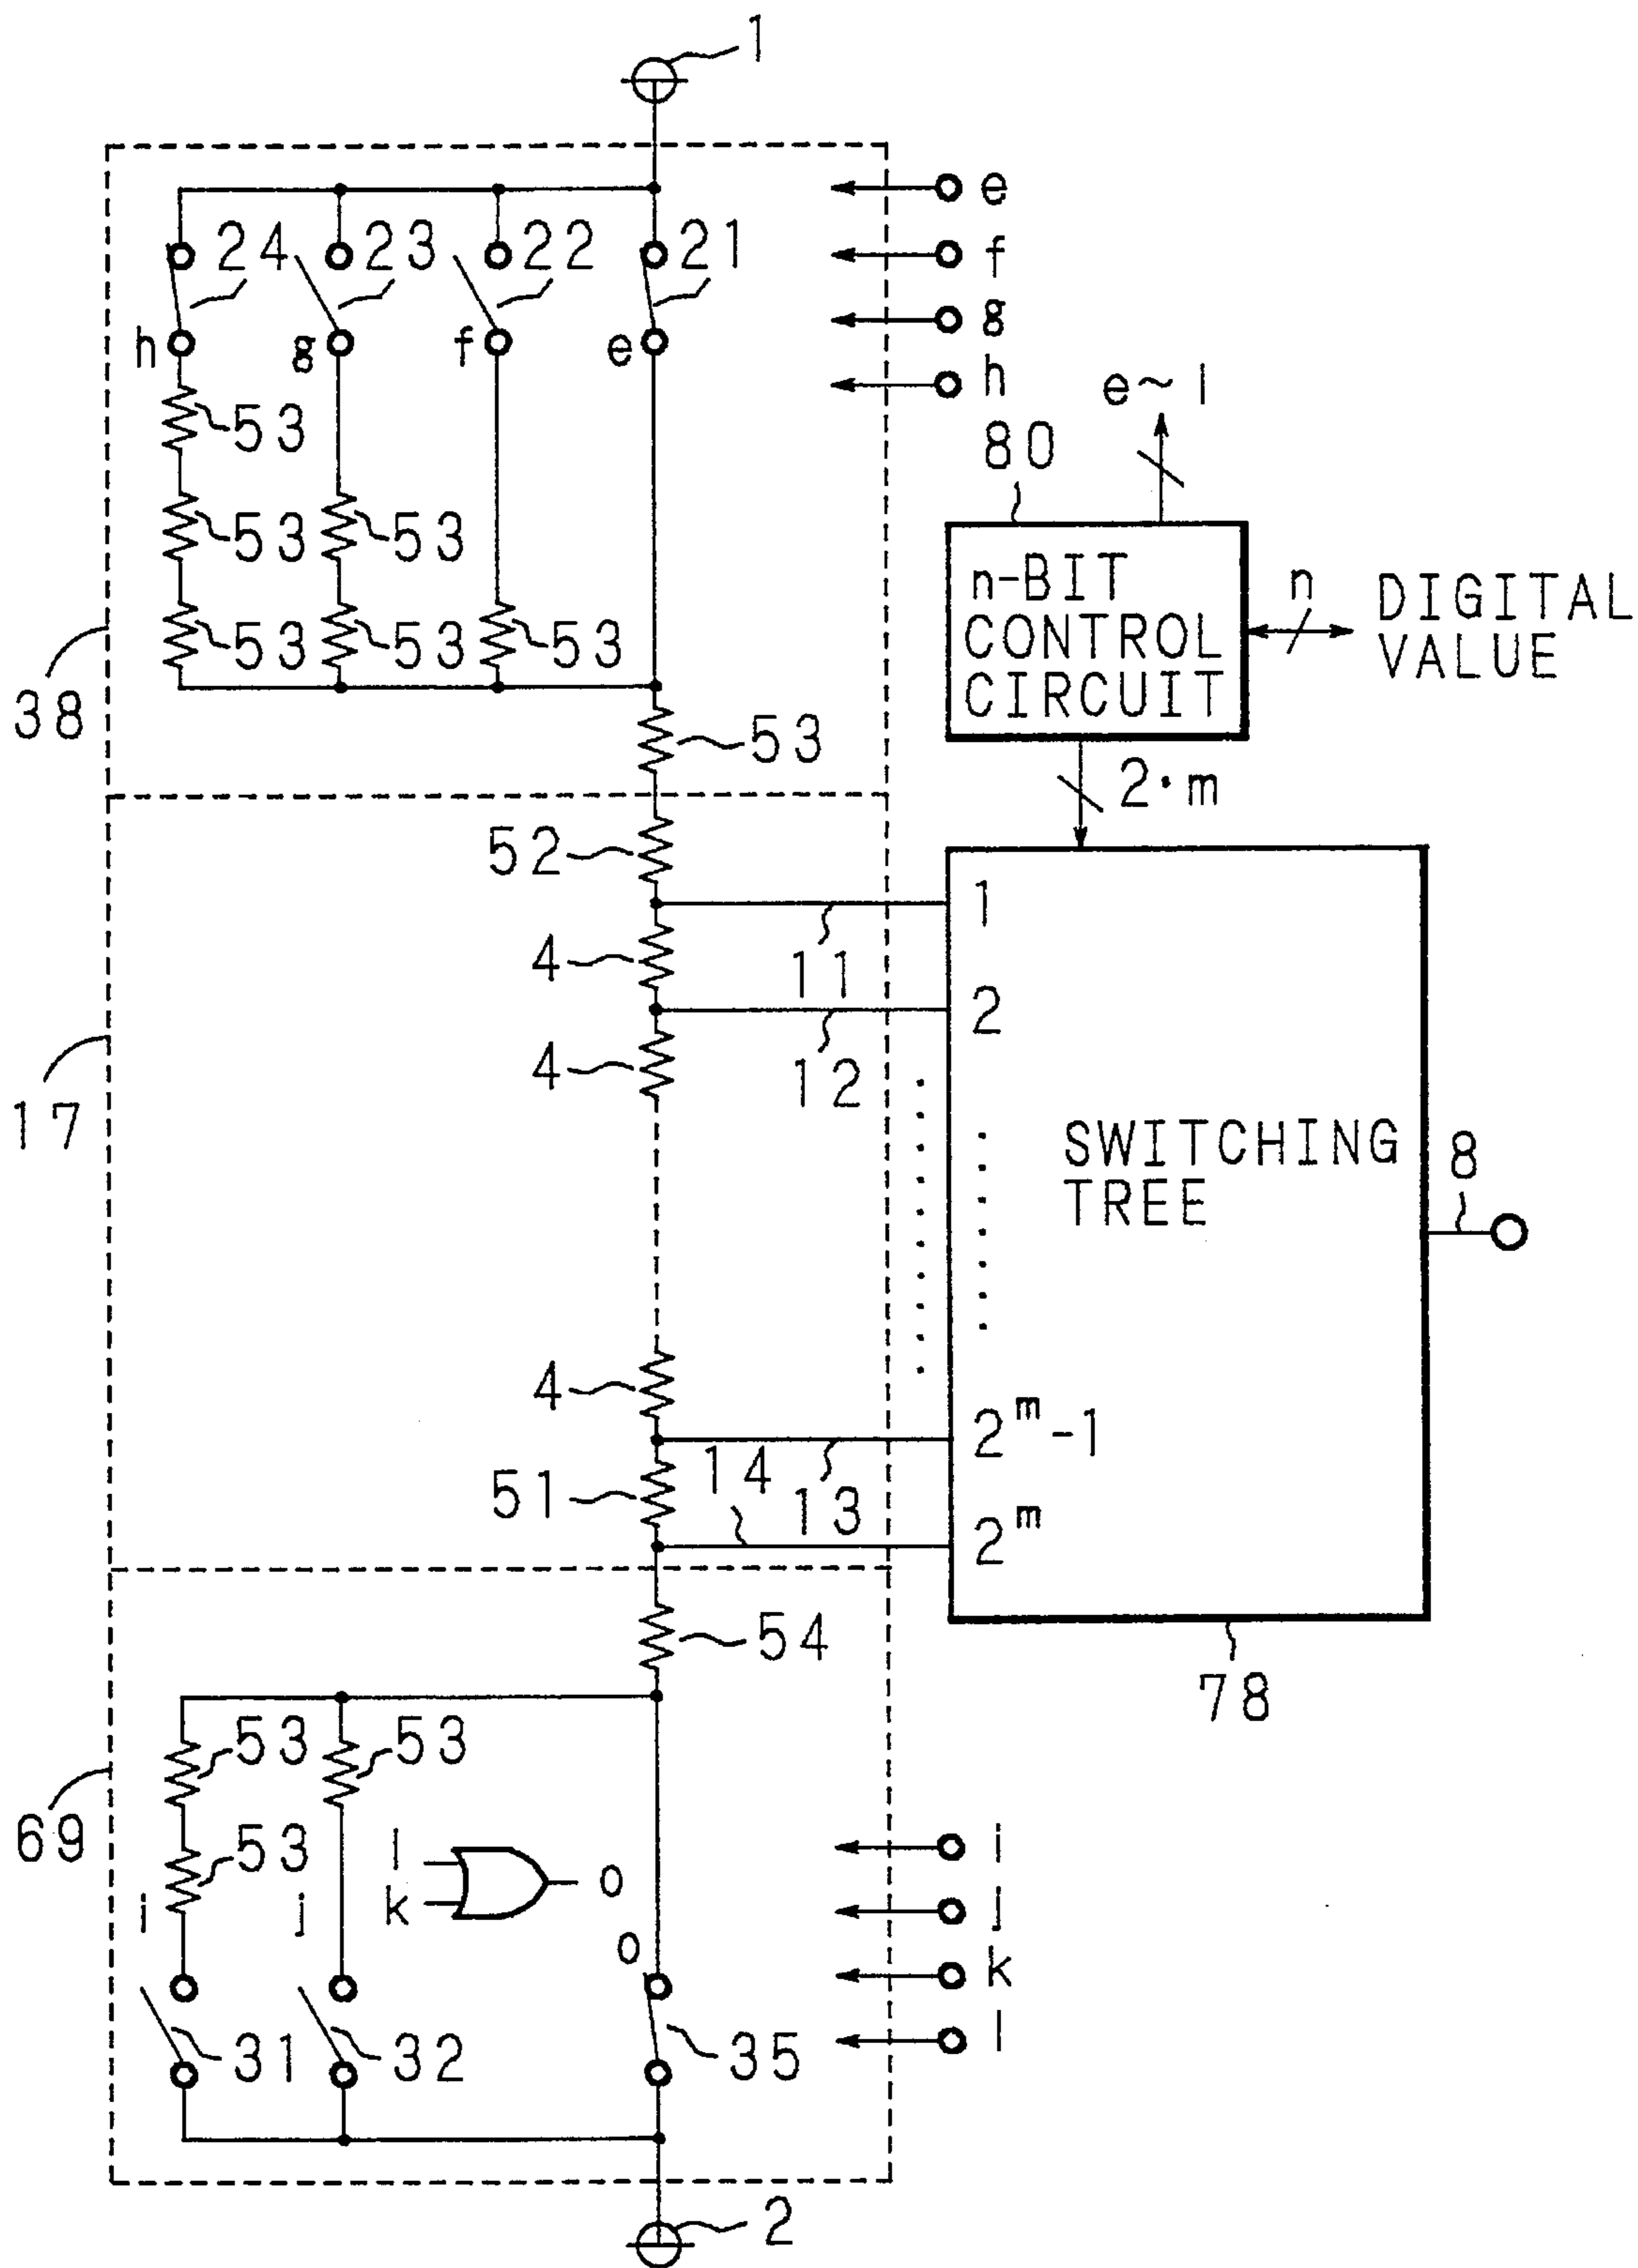 1
e
24 23 22 21
f
g
h g f e
h
e~l
53
80
53 53
n-BIT
CONTROL
CIRCUIT
n
DIGITAL
VALUE
53 53 53
38
53
2·m
52
1
4
11
2
4
12
17
SWITCHING
TREE
8
4
2^m-1
14
51
13
2^m
54
78
53 53
69
53
l
k
o
i
i j
j
o
k
31 32 35
l
2